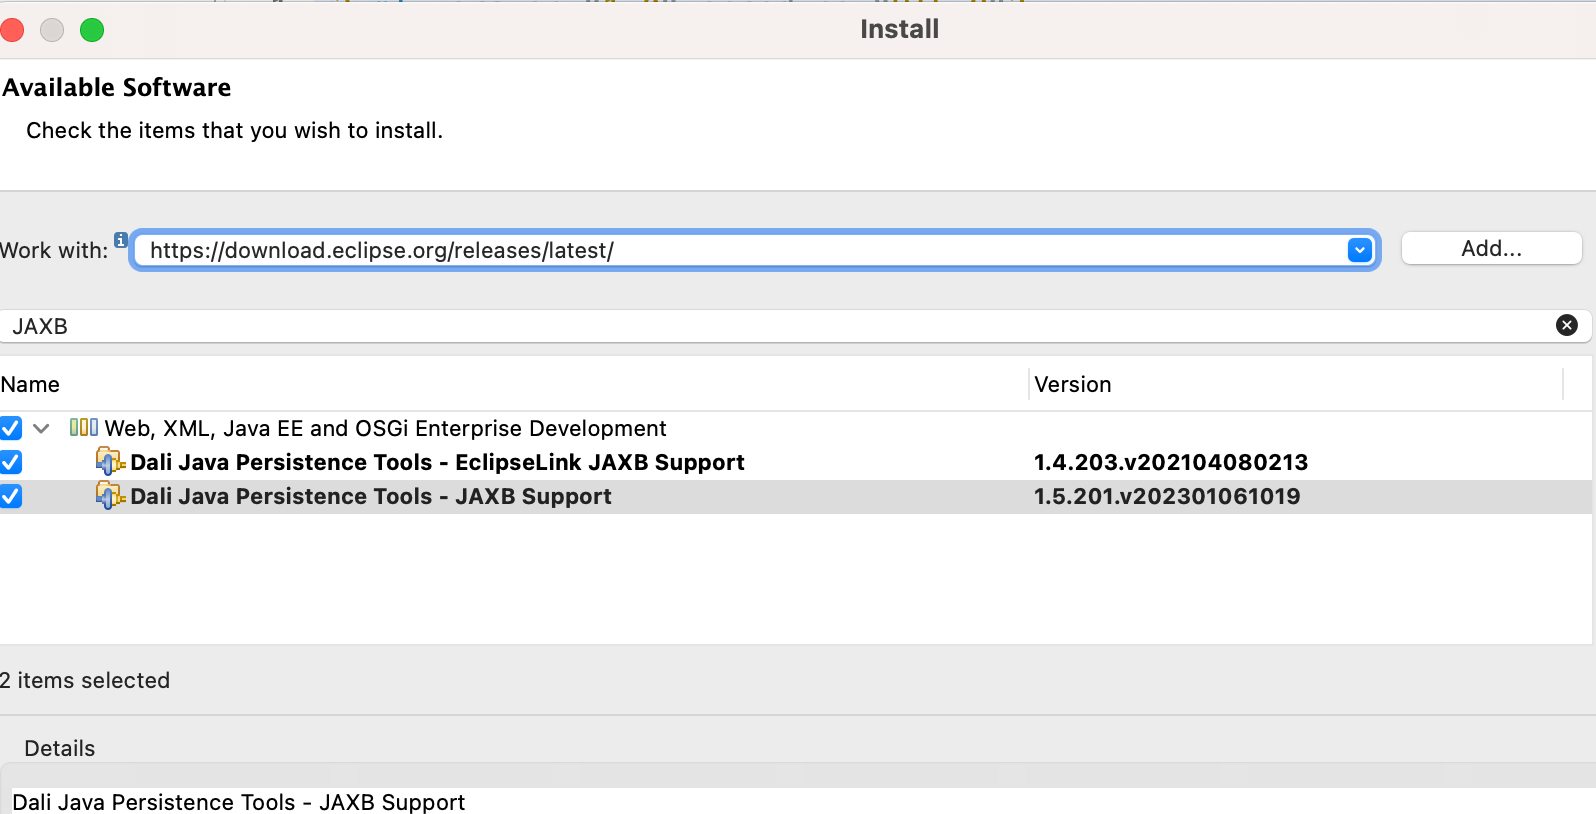 Install
Available Software
Check the items that you wish to install.
Work with: https://download.eclipse.org/releases/latest/ Add...
JAXB
Name Version
Web, XML, Java EE and OSGi Enterprise Development
Dali Java Persistence Tools - EclipseLink JAXB Support 1.4.203.v202104080213
Dali Java Persistence Tools - JAXB Support 1.5.201.v202301061019
2 items selected
Details
Dali Java Persistence Tools - JAXB Support